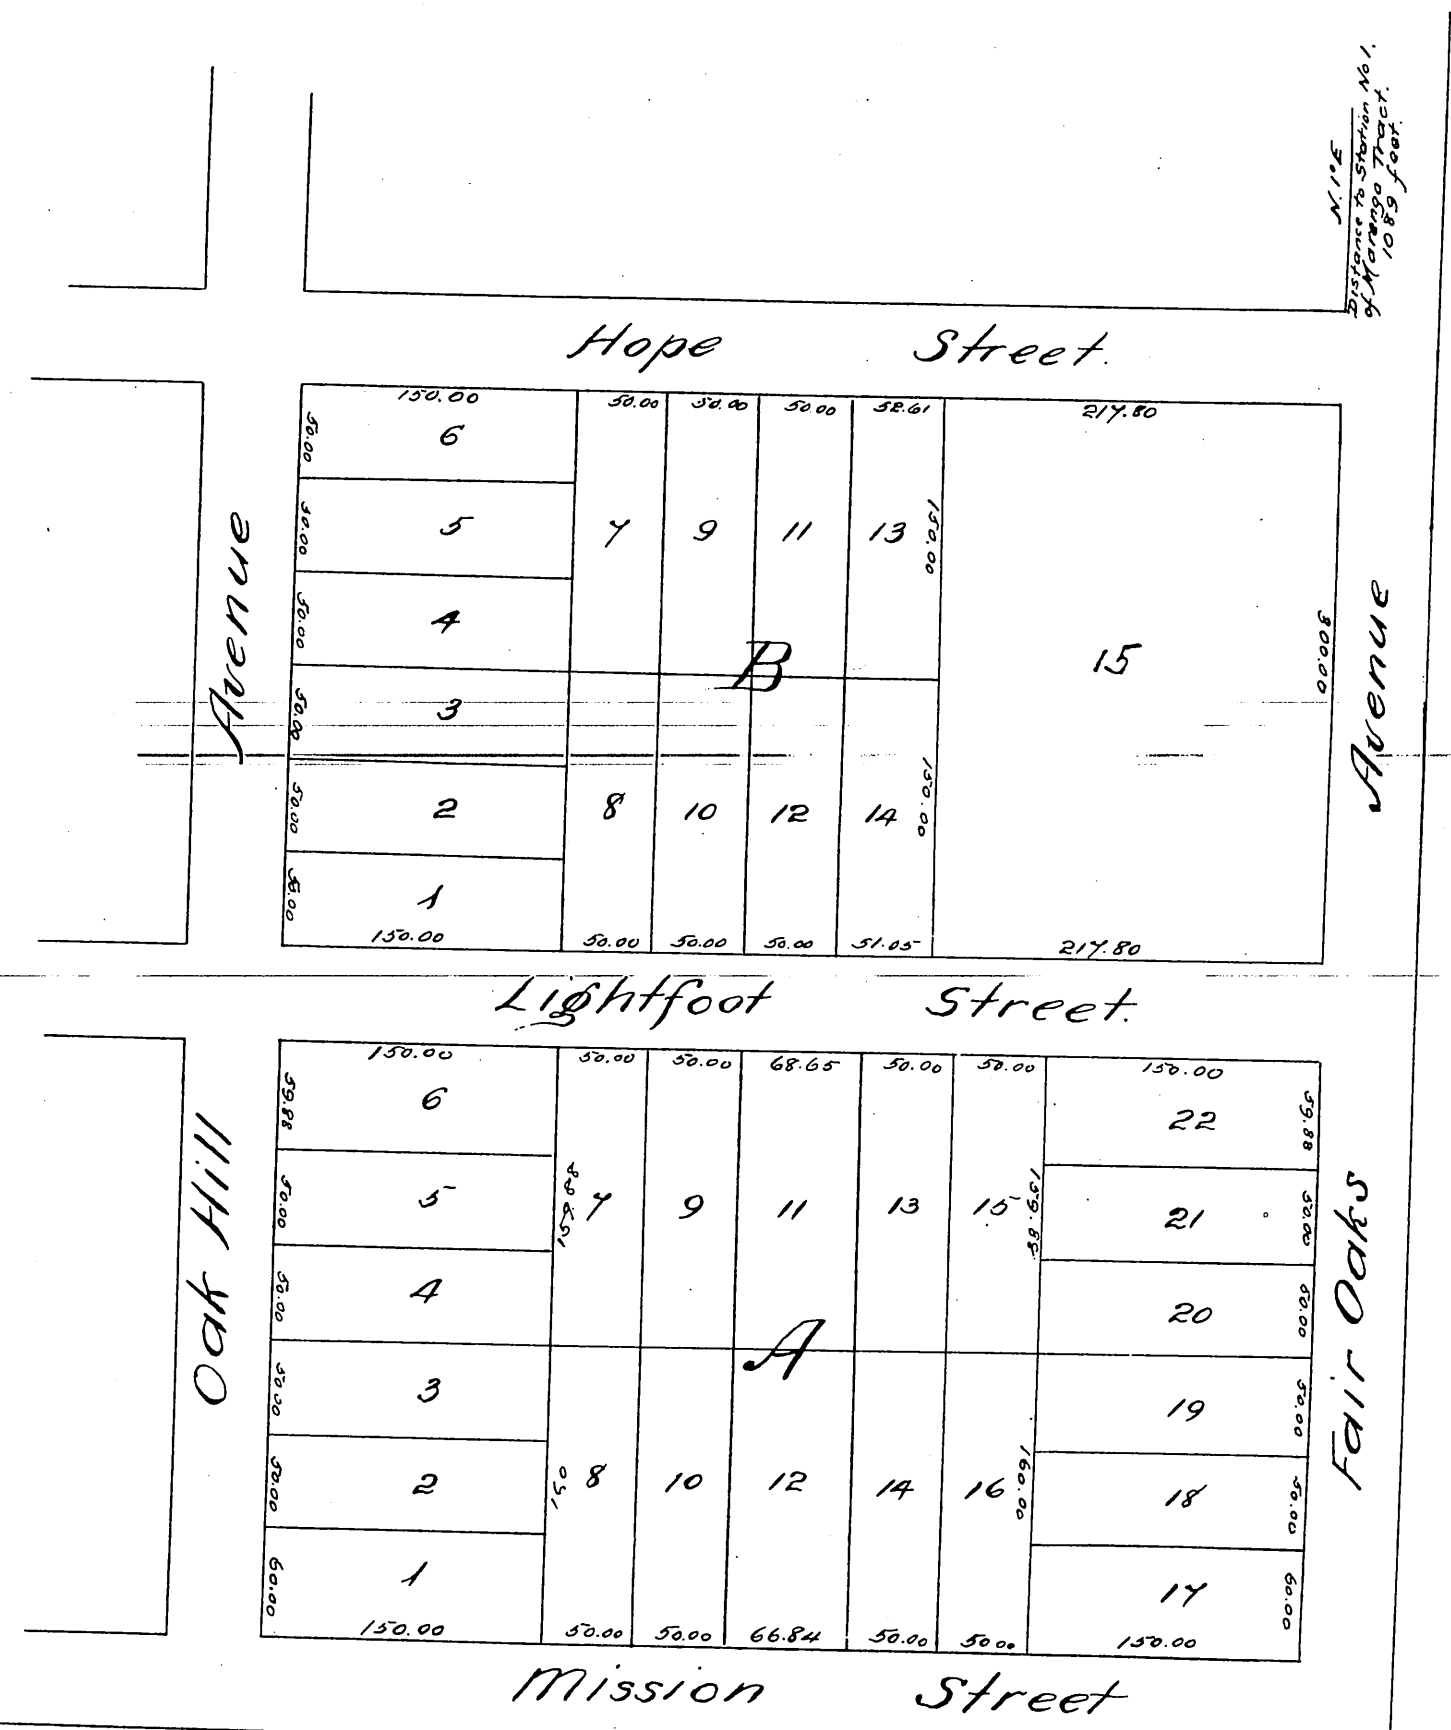 N. 1°E
Distance to Station No 1.
of Marengo Tract.
1089 feet.
Hope Street.
150.00 50.00 50.00 50.00 52.61 217.80
50.00 6
50.00 5 7 9 11 13 150.00
50.00 4
B 15 300.00
50.00 3
50.00 2 8 10 12 14 150.00
50.00 1
150.00 50.00 50.00 50.00 51.05 217.80
Avenue
Avenue
Lightfoot Street.
150.00 50.00 50.00 68.65 50.00 50.00 150.00
59.88 6 22 59.88
50.00 5 159.88 7 9 11 13 15 159.88 21 50.00
50.00 4 20 50.00
A
50.00 3 19 50.00
50.00 2 150 8 10 12 14 16 160.00 18 50.00
60.00 1 17 60.00
150.00 50.00 50.00 66.84 50.00 50.00 150.00
Oak Hill
Fair Oaks
Mission Street